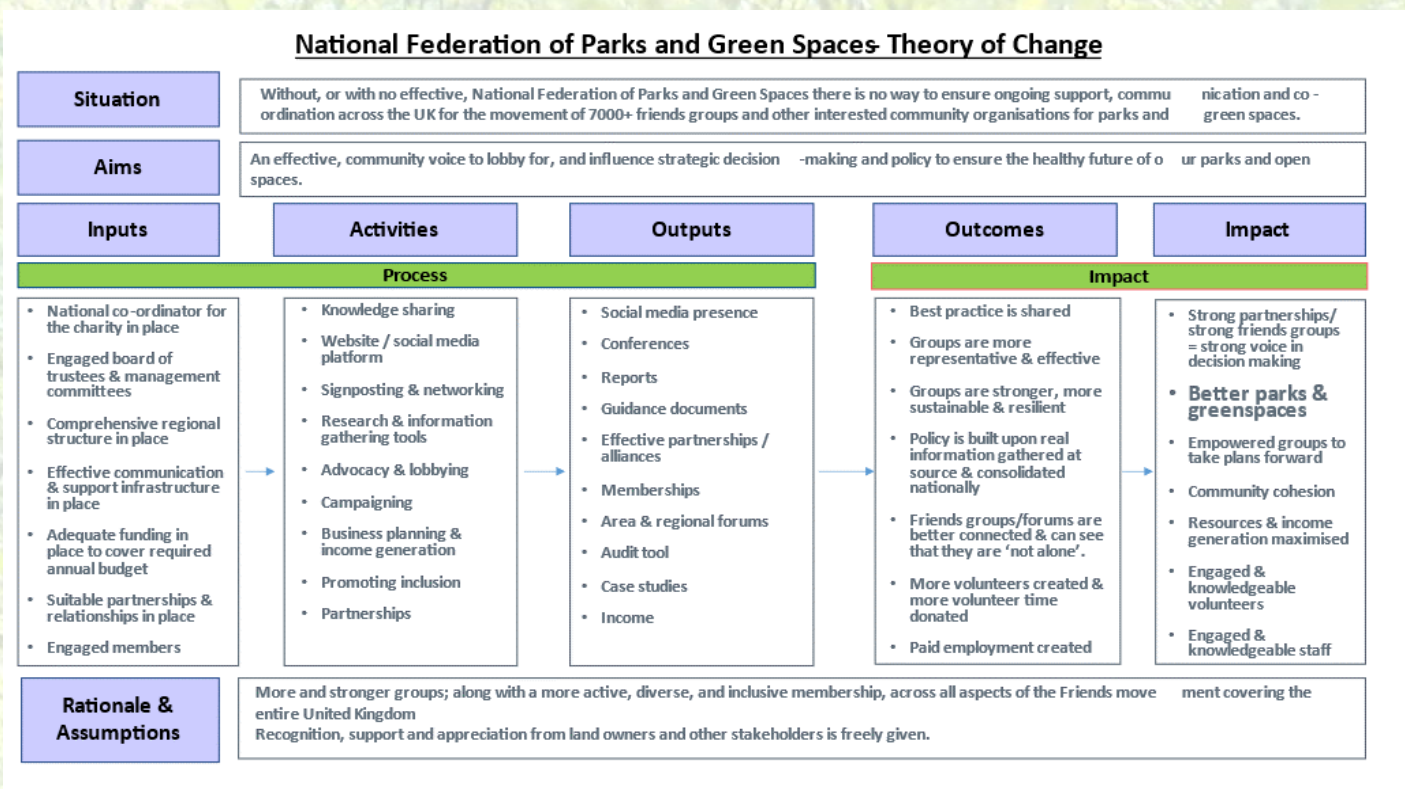 National Federation of Parks and Green Spaces- Theory of Change
Situation
Without, or with no effective, National Federation of Parks and Green Spaces there is no way to ensure ongoing support, commu nication and co -
ordination across the UK for the movement of 7000+ friends groups and other interested community organisations for parks and green spaces.
Aims
An effective, community voice to lobby for, and influence strategic decision -making and policy to ensure the healthy future of o ur parks and open
spaces.
Inputs
Activities
Outputs
Outcomes
Impact
Process
Impact
• National co-ordinator for
the charity in place
• Engaged board of
trustees & management
committees
• Comprehensive regional
structure in place
• Effective communication
& support infrastructure
in place
• Adequate funding in
place to cover required
annual budget
• Suitable partnerships &
relationships in place
• Engaged members
• Knowledge sharing
• Website / social media
platform
• Signposting & networking
• Research & information
gathering tools
• Advocacy & lobbying
• Campaigning
• Business planning &
income generation
• Promoting inclusion
• Partnerships
• Social media presence
• Conferences
• Reports
• Guidance documents
• Effective partnerships /
alliances
• Memberships
• Area & regional forums
• Audit tool
• Case studies
• Income
• Best practice is shared
• Groups are more
representative & effective
• Groups are stronger, more
sustainable & resilient
• Policy is built upon real
information gathered at
source & consolidated
nationally
• Friends groups/forums are
better connected & can see
that they are ‘not alone’.
• More volunteers created &
more volunteer time
donated
• Paid employment created
• Strong partnerships/
strong friends groups
= strong voice in
decision making
• Better parks &
greenspaces
• Empowered groups to
take plans forward
• Community cohesion
• Resources & income
generation maximised
• Engaged &
knowledgeable
volunteers
• Engaged &
knowledgeable staff
Rationale &
Assumptions
More and stronger groups; along with a more active, diverse, and inclusive membership, across all aspects of the Friends move ment covering the
entire United Kingdom
Recognition, support and appreciation from land owners and other stakeholders is freely given.